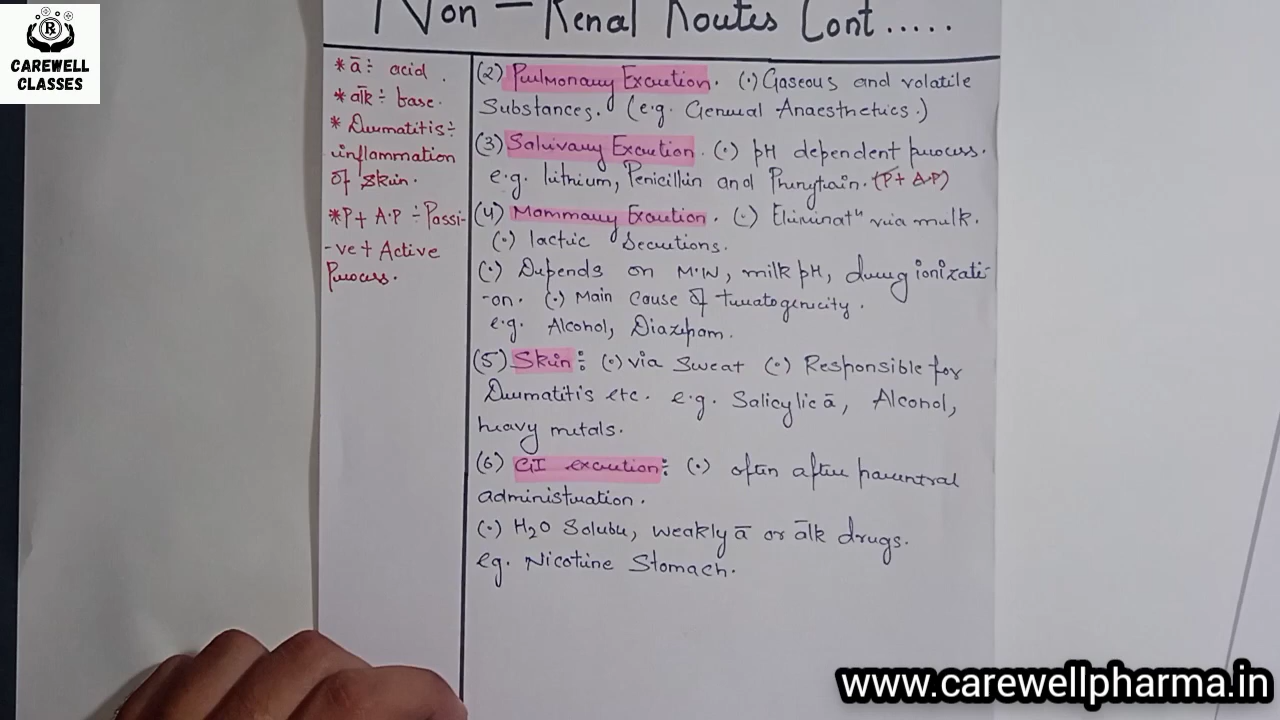 CAREWELL
CLASSES
Non - Renal Routes Cont.....
*ā÷ acid.
*āl̄k÷ base.
* Dermatitis÷
inflammation
of skin.
*P+ A.P ÷Passi-
-ve + Active
Process.
(2) Pulmonary Excretion. (•) Gaseous and volatile
Substances. (e.g. General Anaesthetics.)
(3) Salivary Excretion. (•) pH dependent process.
e.g. lithium, Penicillin and Phenytoin. (P+ A.P)
(4) Mammary Excretion. (•) Eliminatⁿ via milk.
(•) lactic Secretions.
(•) Depends on M.W, milk pH, drug ionizati-
-on. (•) Main Cause of teratogenicity.
e.g. Alcohol, Diazepam.
(5) Skin: (•) via Sweat (•) Responsible for
Dermatitis etc. e.g. Salicylic ā, Alcohol,
heavy metals.
(6) GI excretion: (•) often after parentral
administration.
(•) H2O Soluble, weakly ā or āl̄k drugs.
eg. Nicotine Stomach.
www.carewellpharma.in